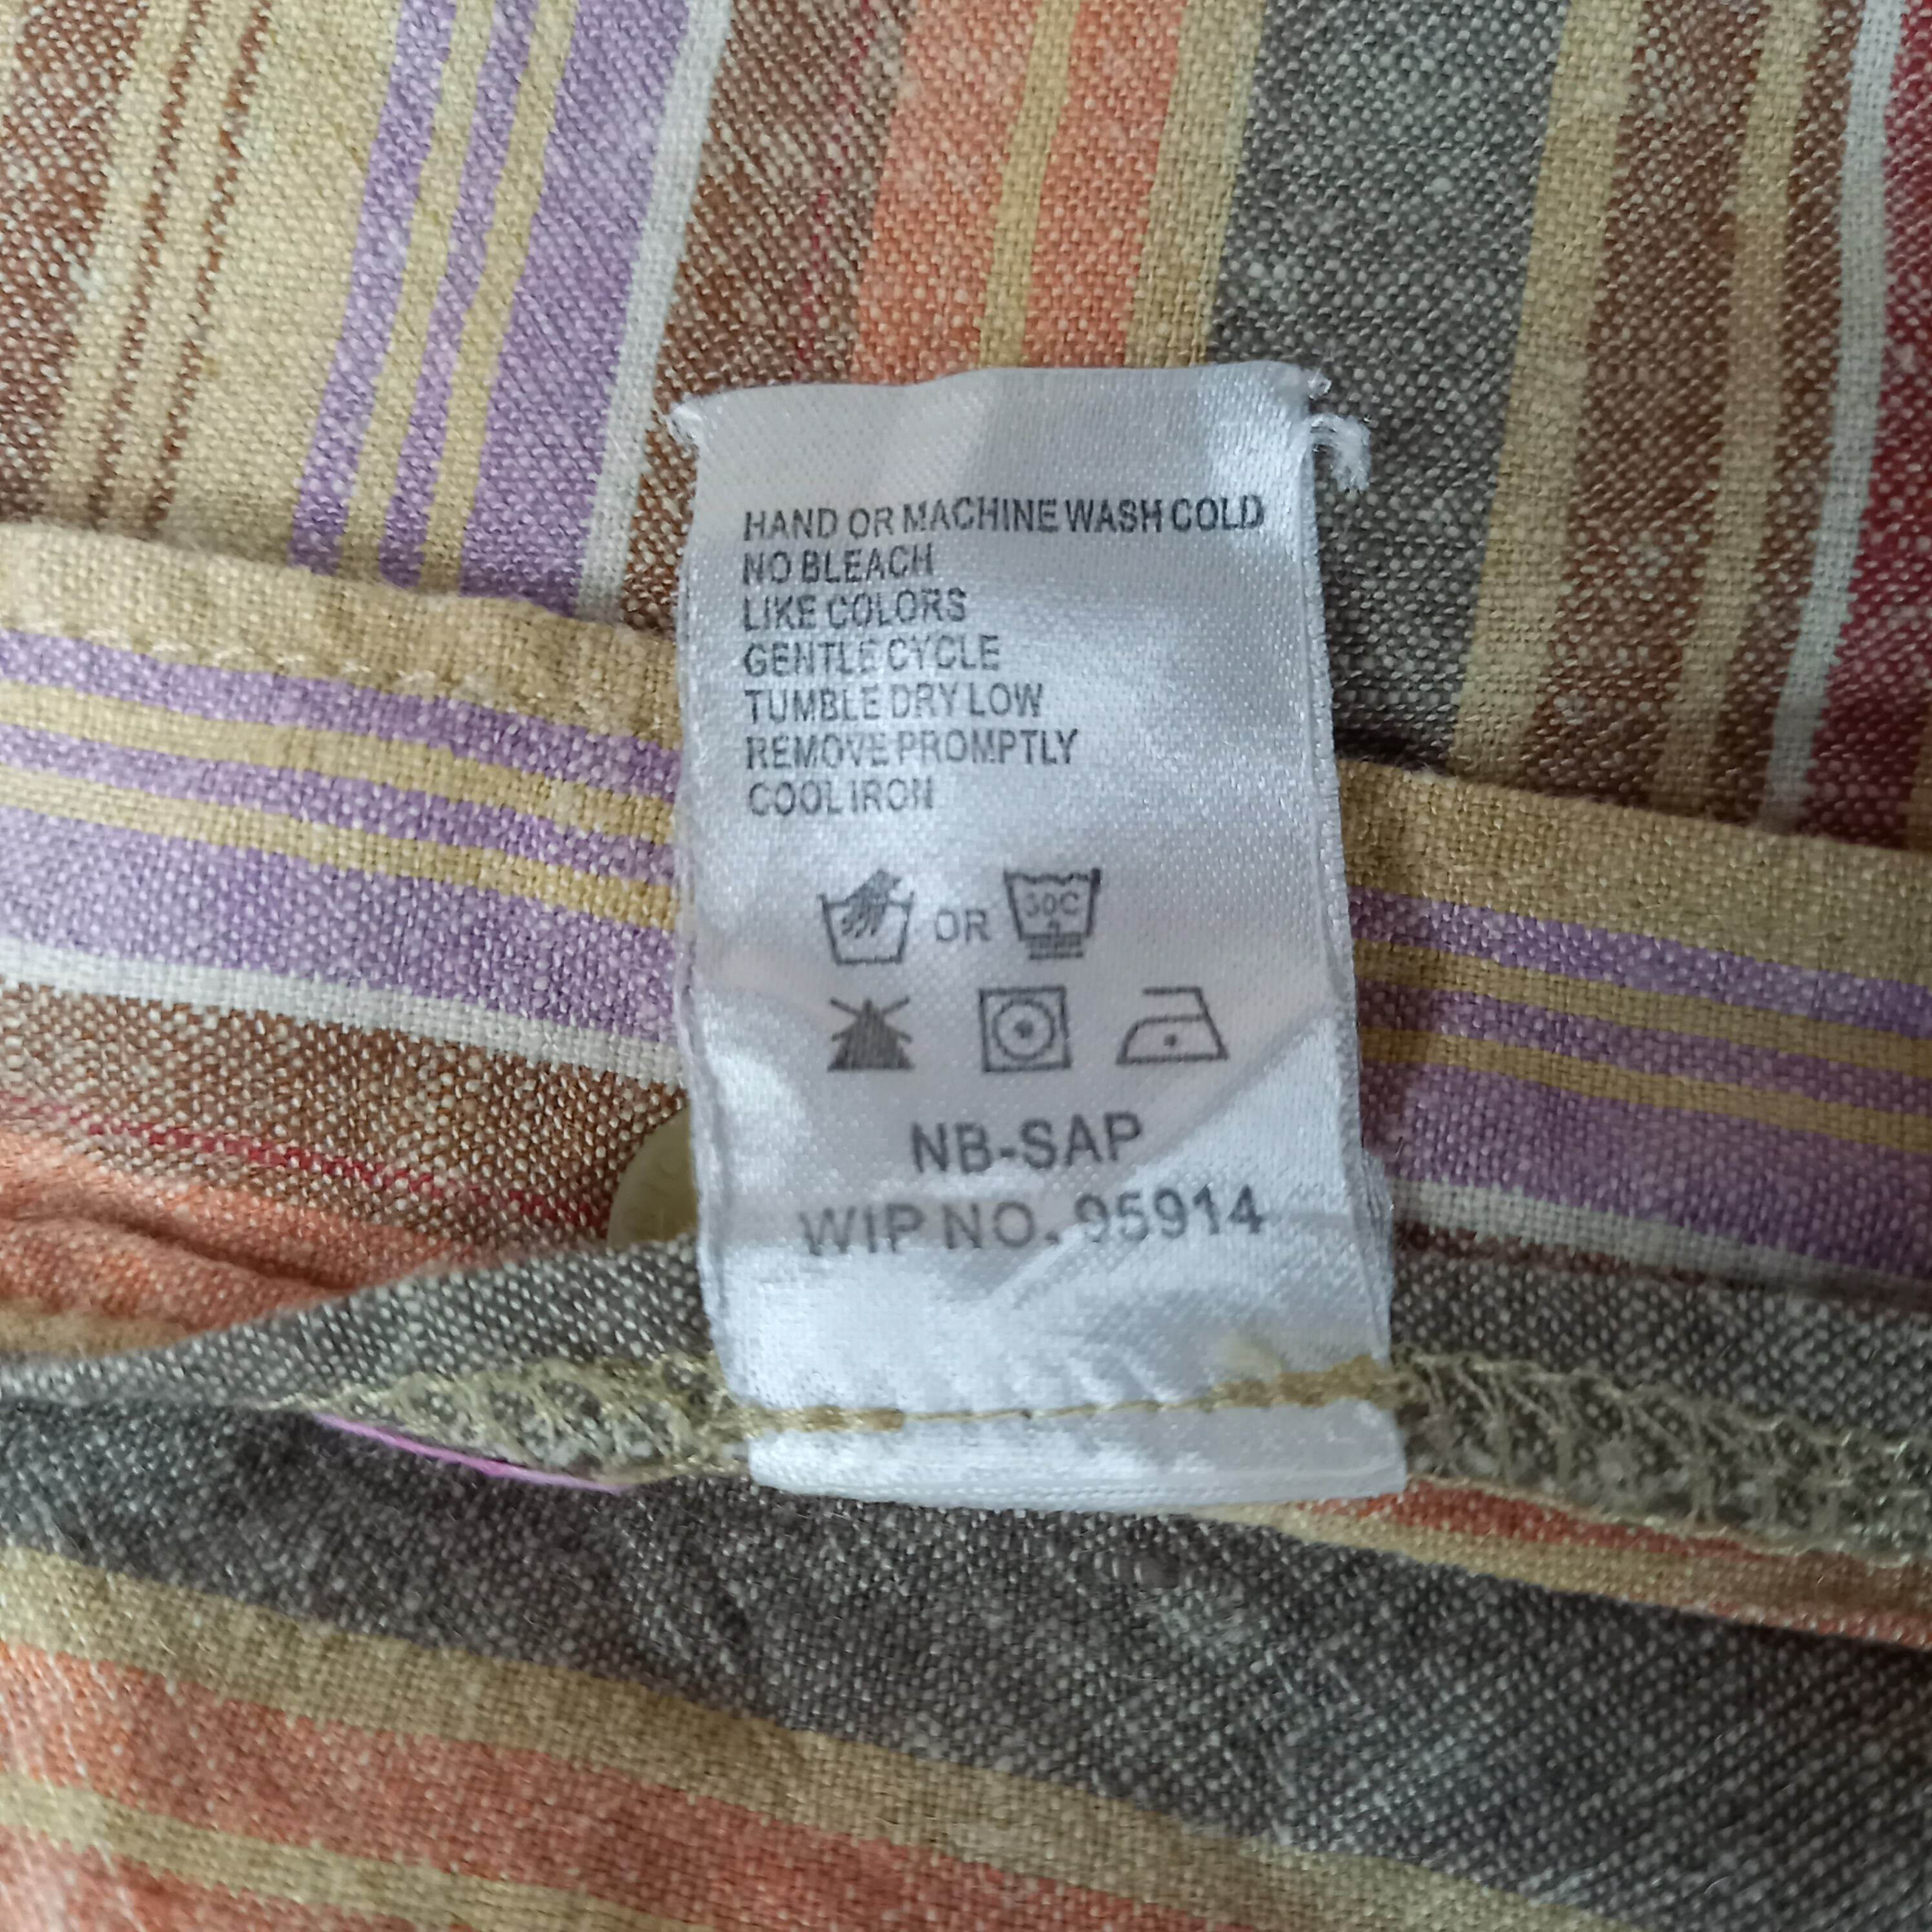 HAND OR MACHINE WASH COLD
NO BLEACH
LIKE COLORS
GENTLE CYCLE
TUMBLE DRY LOW
REMOVE PROMPTLY
COOL IRON
OR 30C
NB-SAP
WIP NO. 95914